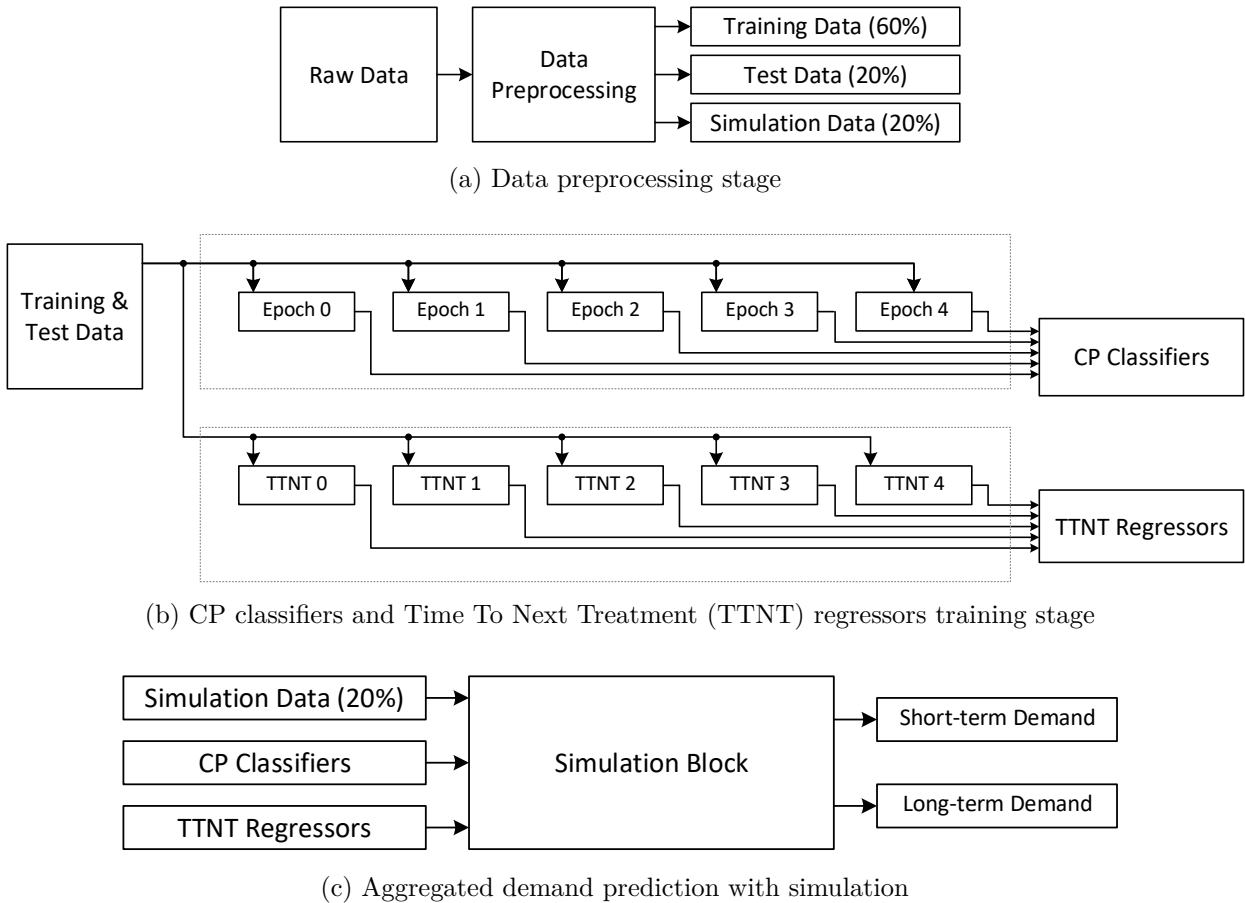 Raw Data
Data
Preprocessing
Training Data (60%)
Test Data (20%)
Simulation Data (20%)
(a) Data preprocessing stage
Training &
Test Data
Epoch 0
Epoch 1
Epoch 2
Epoch 3
Epoch 4
CP Classifiers
TTNT 0
TTNT 1
TTNT 2
TTNT 3
TTNT 4
TTNT Regressors
(b) CP classifiers and Time To Next Treatment (TTNT) regressors training stage
Simulation Data (20%)
CP Classifiers
TTNT Regressors
Simulation Block
Short-term Demand
Long-term Demand
(c) Aggregated demand prediction with simulation